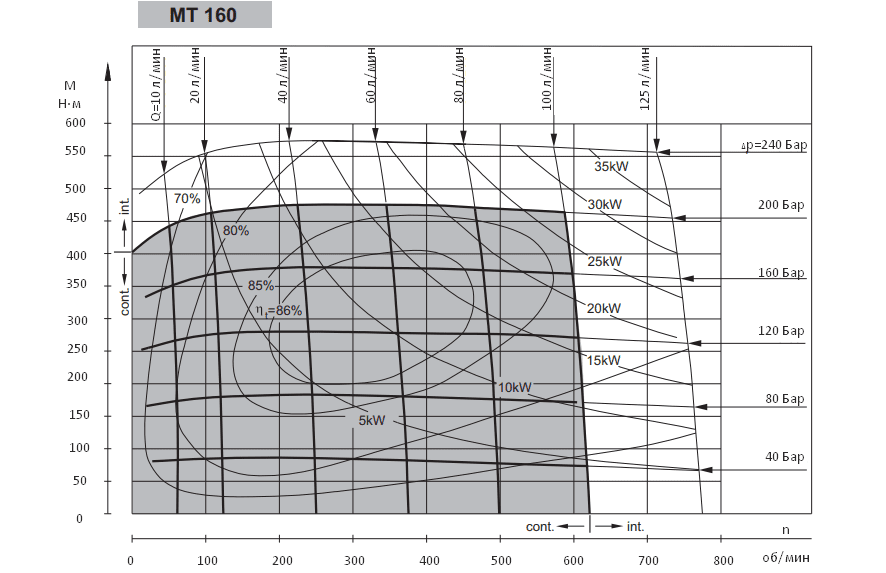 MT 160
Q=10 л/мин
20 л/мин
40 л/мин
60 л/мин
80 л/мин
100 л/мин
125 л/мин
М
Н·м
600
550
500
450
400
350
300
250
200
150
100
50
0
int.
cont.
70%
80%
85%
ηt=86%
35kW
30kW
25kW
20kW
15kW
10kW
5kW
Δp=240 Бар
200 Бар
160 Бар
120 Бар
80 Бар
40 Бар
cont.
int.
n
0
100
200
300
400
500
600
700
800
об/мин